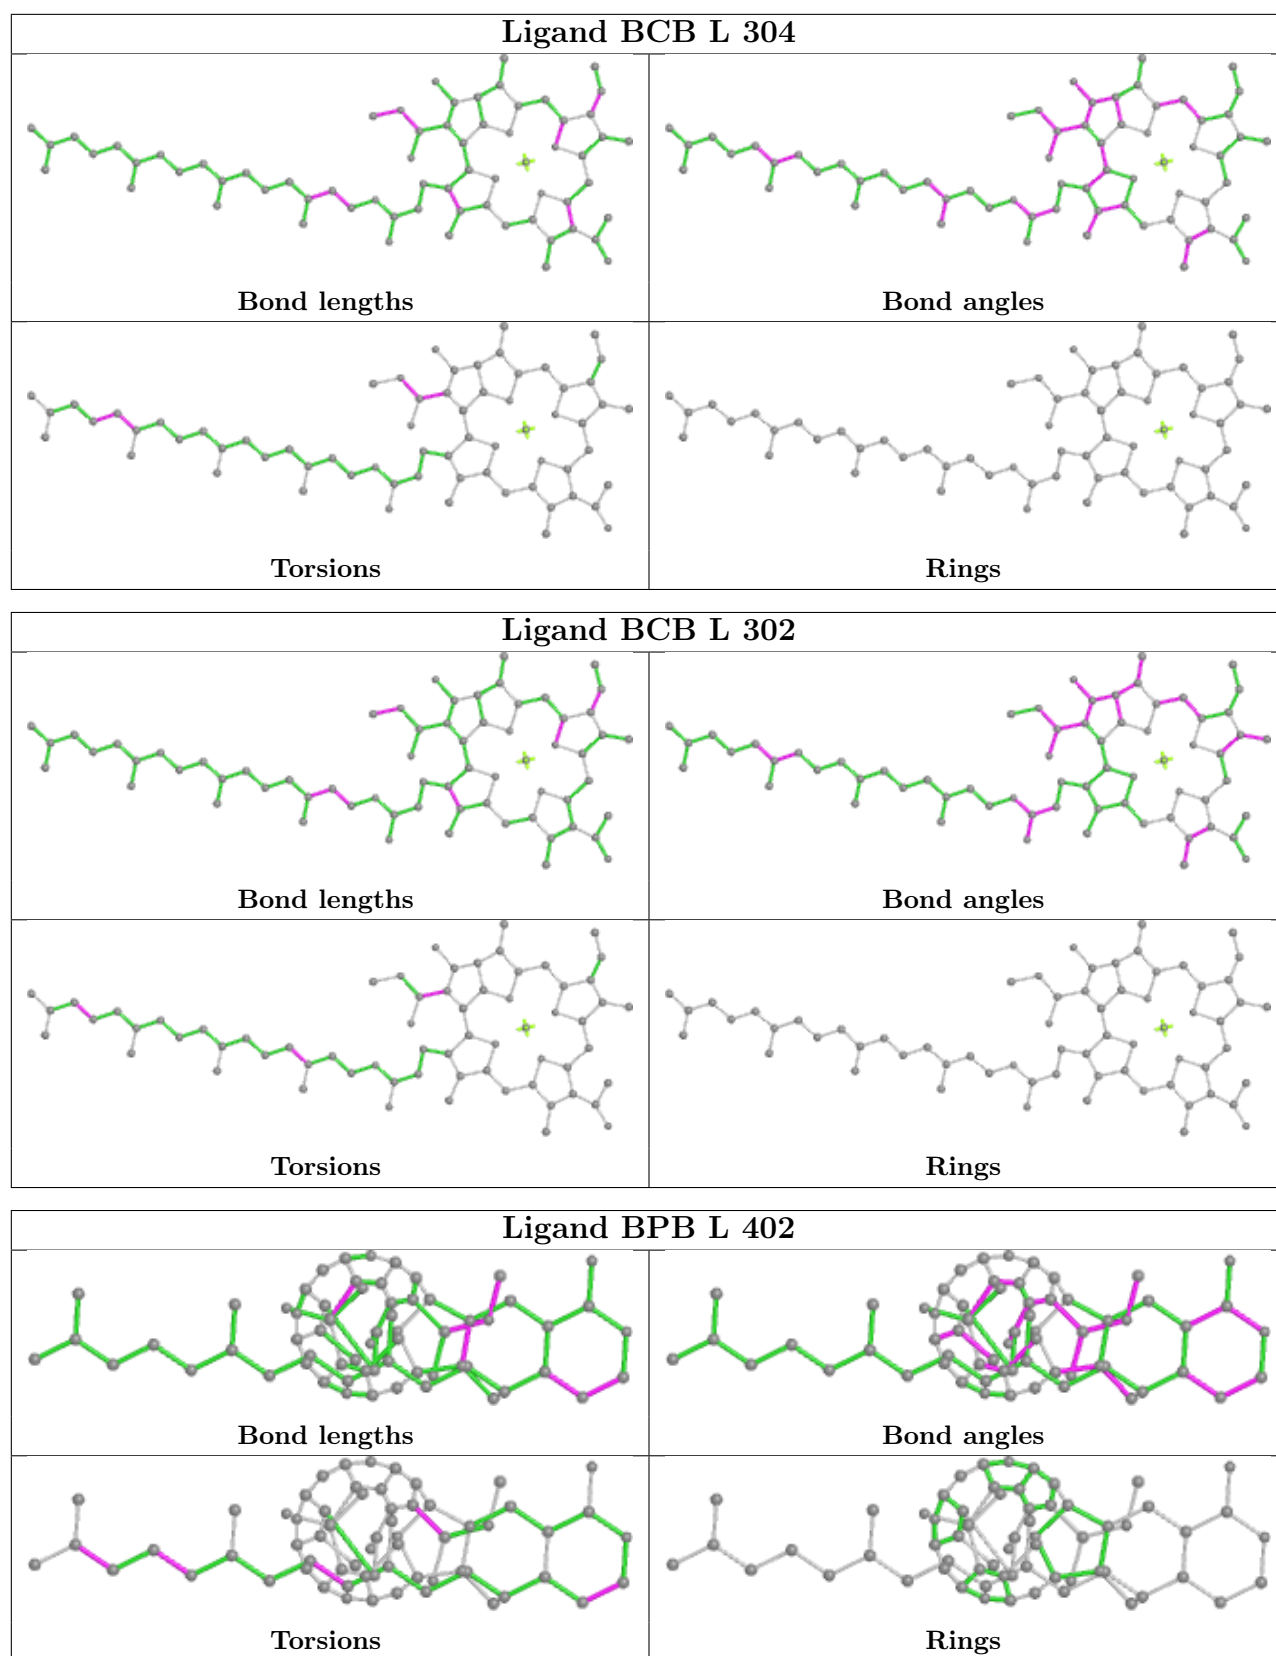 Ligand BCB L 304
Bond lengths
Bond angles
Torsions
Rings
Ligand BCB L 302
Bond lengths
Bond angles
Torsions
Rings
Ligand BPB L 402
Bond lengths
Bond angles
Torsions
Rings